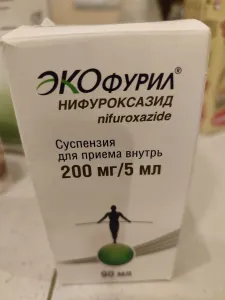 ЭКОФУРИЛ®
НИФУРОКСАЗИД
nifuroxazide
Суспензия
для приема внутрь
200 мг/5 мл
90 мл